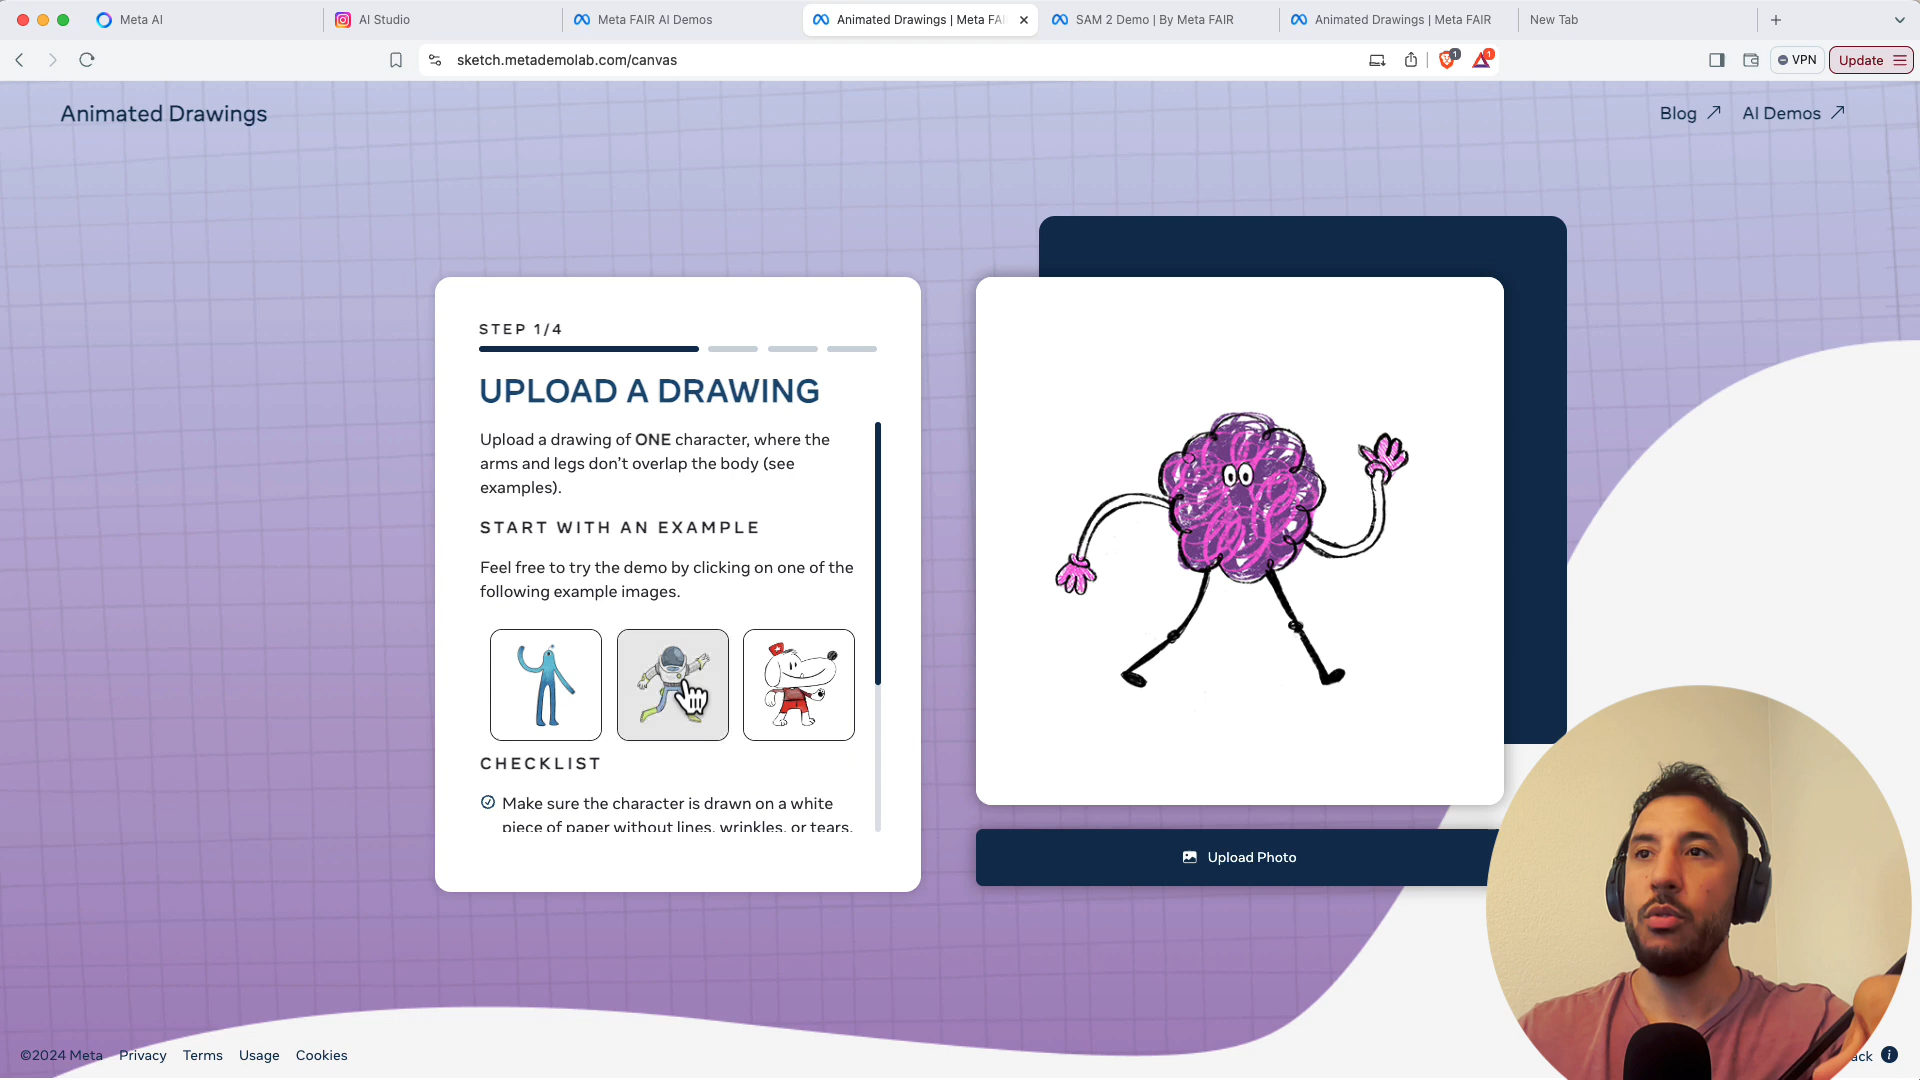 Meta AI
AI Studio
Meta FAIR AI Demos
Animated Drawings | Meta FA
SAM 2 Demo | By Meta FAIR
Animated Drawings | Meta FAIR
New Tab
sketch.metademolab.com/canvas
1
1
VPN
Update
Animated Drawings
Blog
AI Demos
STEP 1/4
UPLOAD A DRAWING
Upload a drawing of ONE character, where the
arms and legs don’t overlap the body (see
examples).
START WITH AN EXAMPLE
Feel free to try the demo by clicking on one of the
following example images.
CHECKLIST
Make sure the character is drawn on a white
piece of paper without lines, wrinkles, or tears.
Upload Photo
©2024 Meta
Privacy
Terms
Usage
Cookies
ack